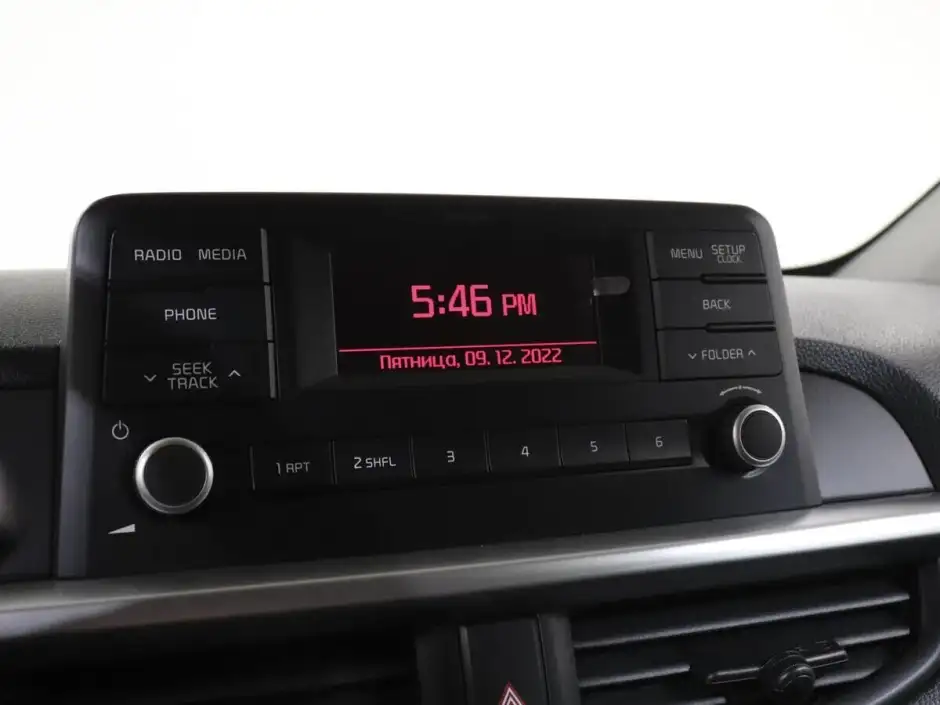 RADIO MEDIA
PHONE
SEEK
TRACK
5:46 PM
Пятница, 09. 12. 2022
MENU SETUP
CLOCK
BACK
FOLDER
1 RPT
2 SHFL
3
4
5
6